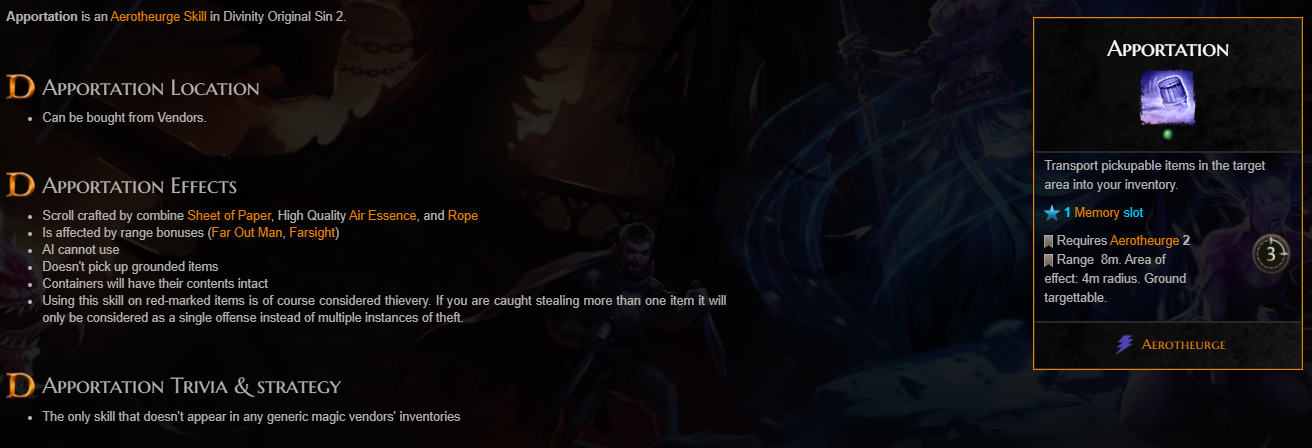 Apportation is an Aerotheurge Skill in Divinity Original Sin 2.
Apportation Location
Can be bought from Vendors.
Apportation Effects
Scroll crafted by combine Sheet of Paper, High Quality Air Essence, and Rope
Is affected by range bonuses (Far Out Man, Farsight)
AI cannot use
Doesn't pick up grounded items
Containers will have their contents intact
Using this skill on red-marked items is of course considered thievery. If you are caught stealing more than one item it will
only be considered as a single offense instead of multiple instances of theft.
Apportation Trivia & strategy
The only skill that doesn't appear in any generic magic vendors' inventories
Apportation
Transport pickupable items in the target
area into your inventory.
1 Memory slot
Requires Aerotheurge 2
Range 8m. Area of
effect: 4m radius. Ground
targettable.
3
Aerotheurge